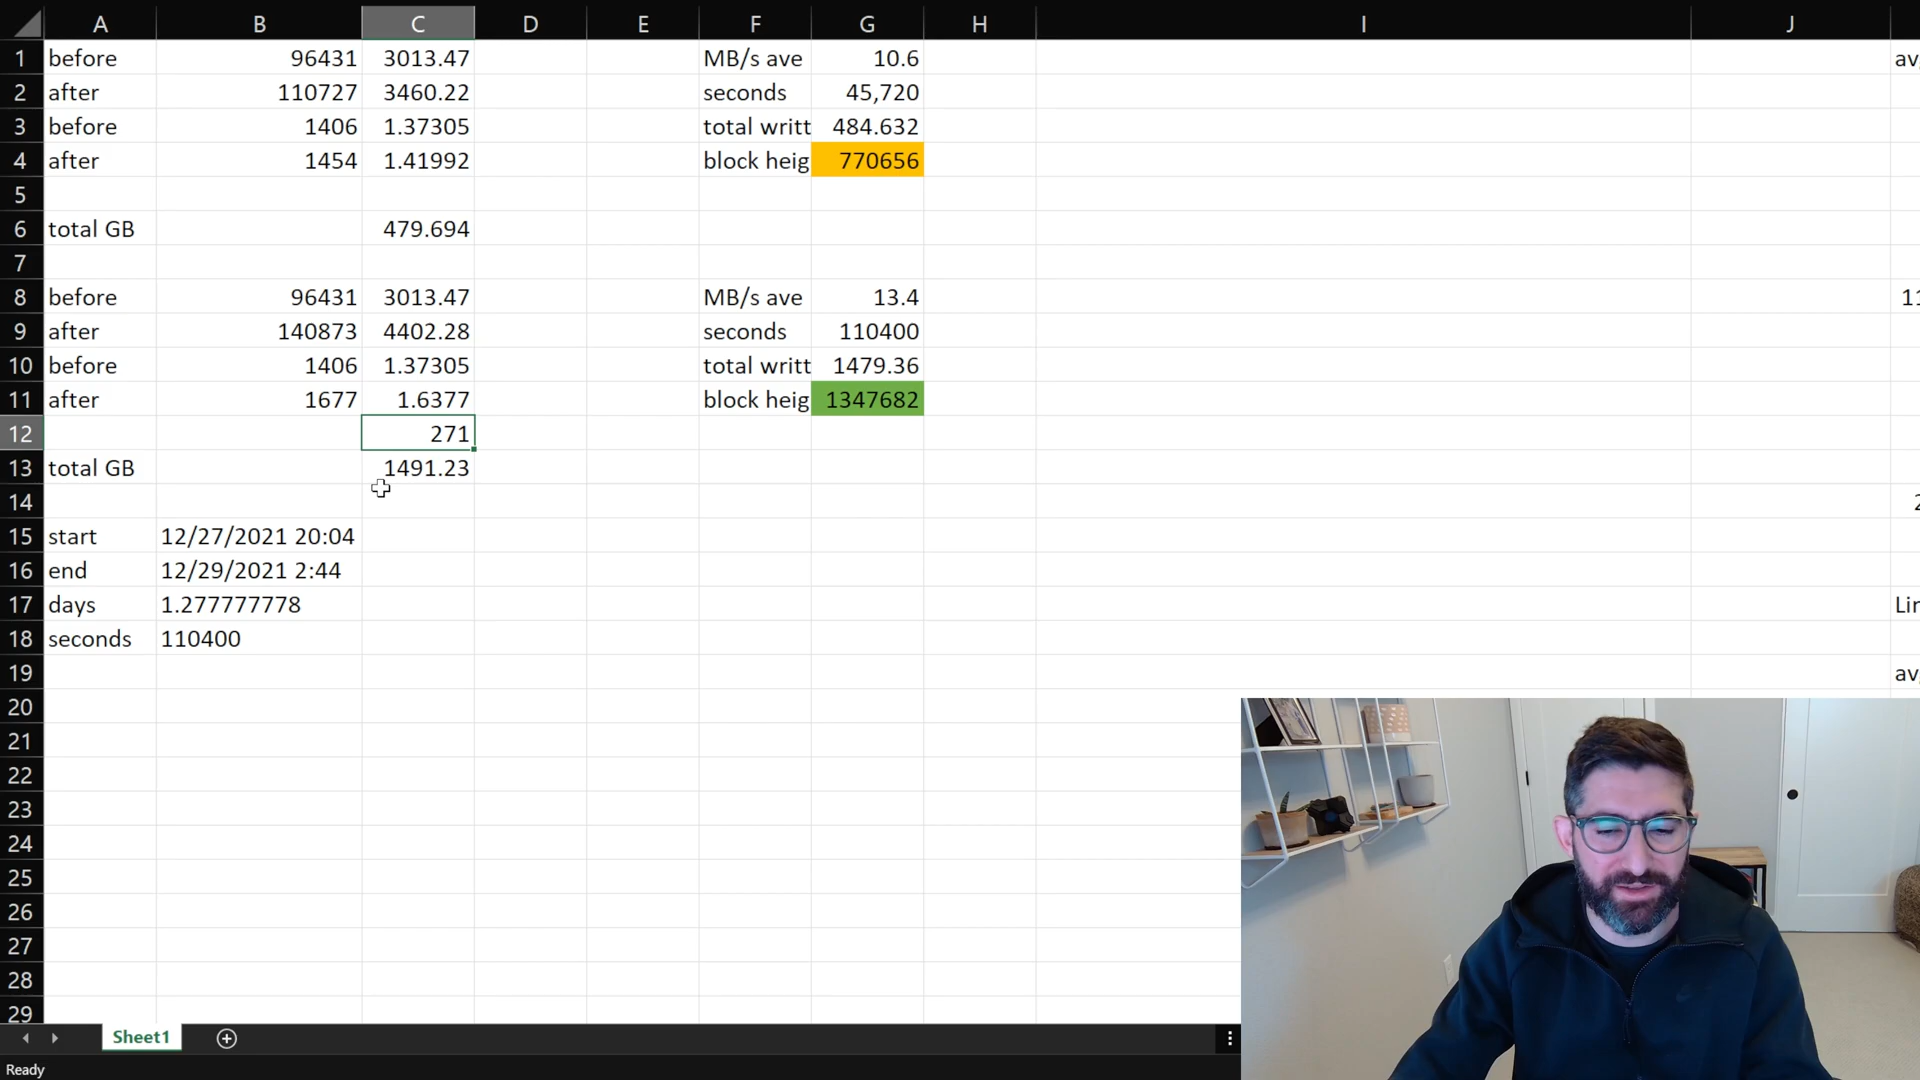 A B C D E F G H I J
1 before 96431 3013.47 MB/s ave 10.6
2 after 110727 3460.22 seconds 45,720
3 before 1406 1.37305 total writt 484.632
4 after 1454 1.41992 block heig 770656
5
6 total GB 479.694
7
8 before 96431 3013.47 MB/s ave 13.4
9 after 140873 4402.28 seconds 110400
10 before 1406 1.37305 total writt 1479.36
11 after 1677 1.6377 block heig 1347682
12 271
13 total GB 1491.23
14
15 start 12/27/2021 20:04
16 end 12/29/2021 2:44
17 days 1.277777778
18 seconds 110400
19
20
21
22
23
24
25
26
27
28
29
Sheet1
Ready